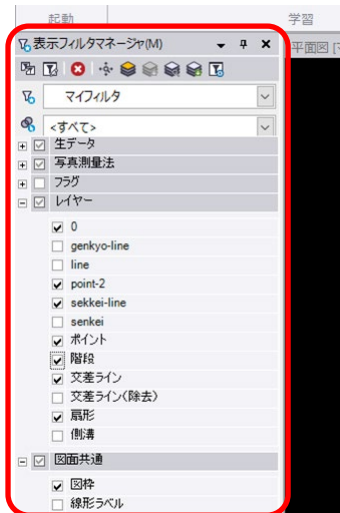 起動 学習
表示フィルタマネージャ(M) 平面図 [
マイフィルタ
<すべて>
生データ
写真測量法
フラグ
レイヤー
0
genkyo-line
line
point-2
sekkei-line
senkei
ポイント
階段
交差ライン
交差ライン(除去)
扇形
側溝
図面共通
図枠
線形ラベル